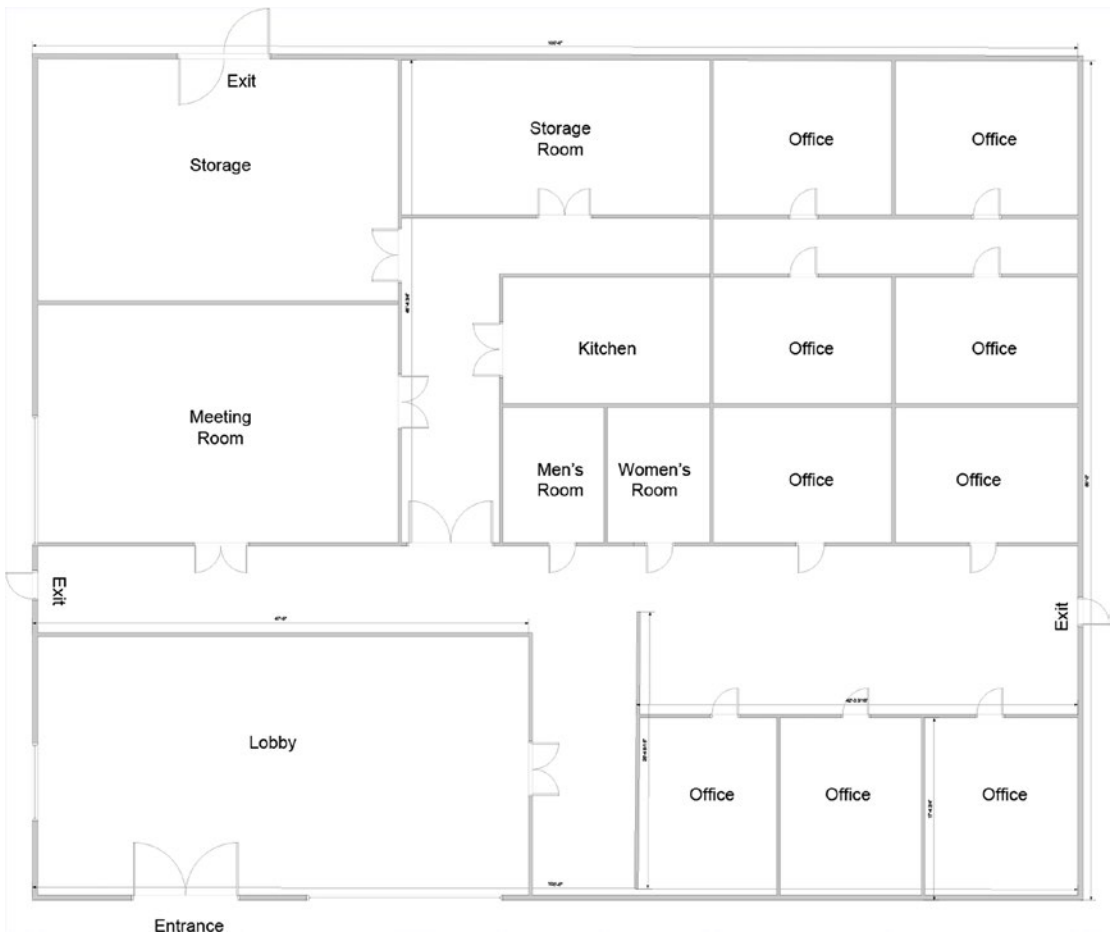 Exit
Storage
Storage
Room
Office
Office
Kitchen
Office
Office
Meeting
Room
Men's
Room
Women's
Room
Office
Office
Exit
Exit
Lobby
Office
Office
Office
Entrance